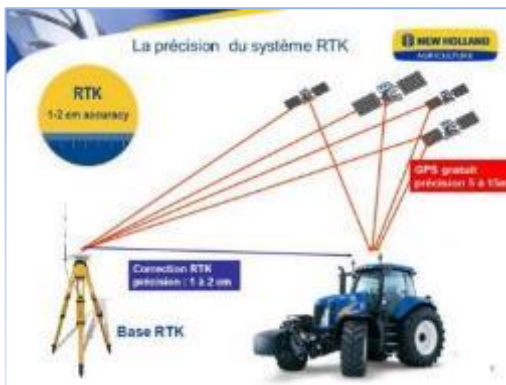 La précision du système RTK
NEW HOLLAND
AGRICULTURE
RTK
1-2 cm accuracy
GPS gratuit
précision 5 à 15m
Correction RTK
précision : 1 à 2 cm
Base RTK